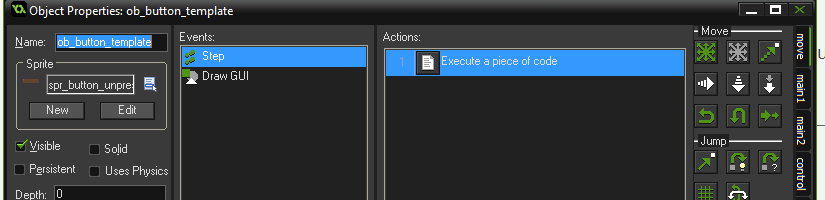 Object Properties: ob_button_template
Name: ob_button_template
Sprite
spr_button_unpre
New Edit
Visible Solid
Persistent Uses Physics
Depth: 0
Events:
Step
Draw GUI
Actions:
1 Execute a piece of code
Move
Jump
move
main1
main2
control